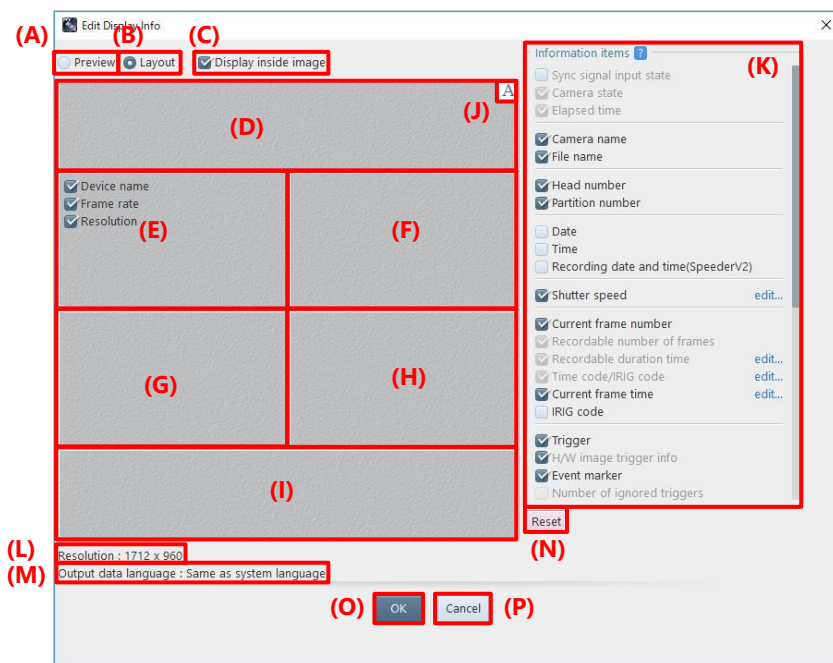 Edit Display Info
(A)
(B)
(C)
Preview
Layout
Display inside image
Information items ?
(K)
Sync signal input state
Camera state
Elapsed time
A
(J)
(D)
Camera name
File name
Device name
Frame rate
Resolution
(E)
(F)
Head number
Partition number
Date
Time
Recording date and time(SpeederV2)
Shutter speed edit...
Current frame number
Recordable number of frames
Recordable duration time edit...
Time code/IRIG code edit...
Current frame time edit...
IRIG code
(G)
(H)
Trigger
H/W image trigger info
Event marker
Number of ignored triggers
(I)
Reset
(N)
(L)
Resolution : 1712 x 960
(M)
Output data language : Same as system language
(O)
OK
Cancel
(P)